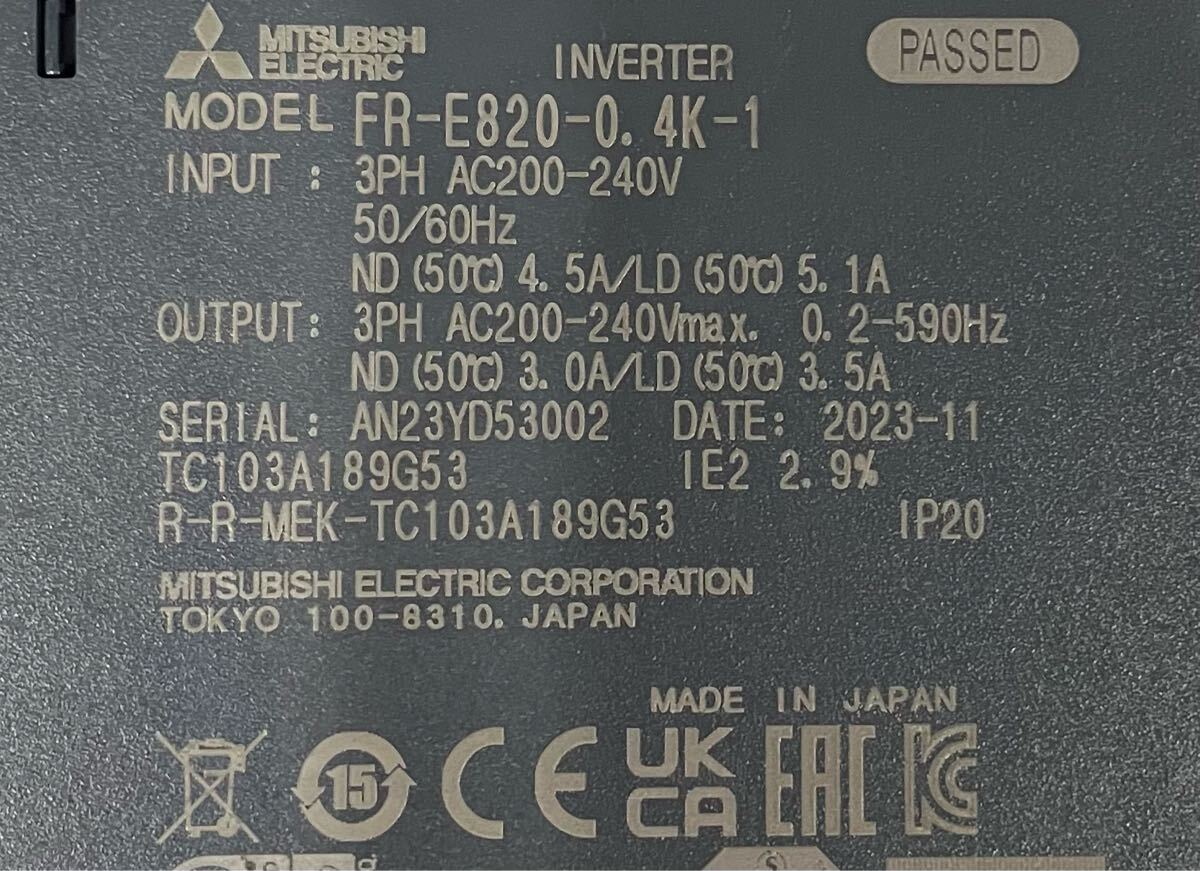 MITSUBISHI
ELECTRIC
INVERTER
PASSED
MODEL FR-E820-0.4K-1
INPUT : 3PH AC200-240V
50/60Hz
ND (50℃) 4.5A/LD (50℃) 5.1A
OUTPUT: 3PH AC200-240Vmax. 0.2-590Hz
ND (50℃) 3.0A/LD (50℃) 3.5A
SERIAL: AN23YD53002 DATE: 2023-11
TC103A189G53 IE2 2.9%
R-R-MEK-TC103A189G53 IP20
MITSUBISHI ELECTRIC CORPORATION
TOKYO 100-8310, JAPAN
MADE IN JAPAN
15 CE UK CA EAC KC